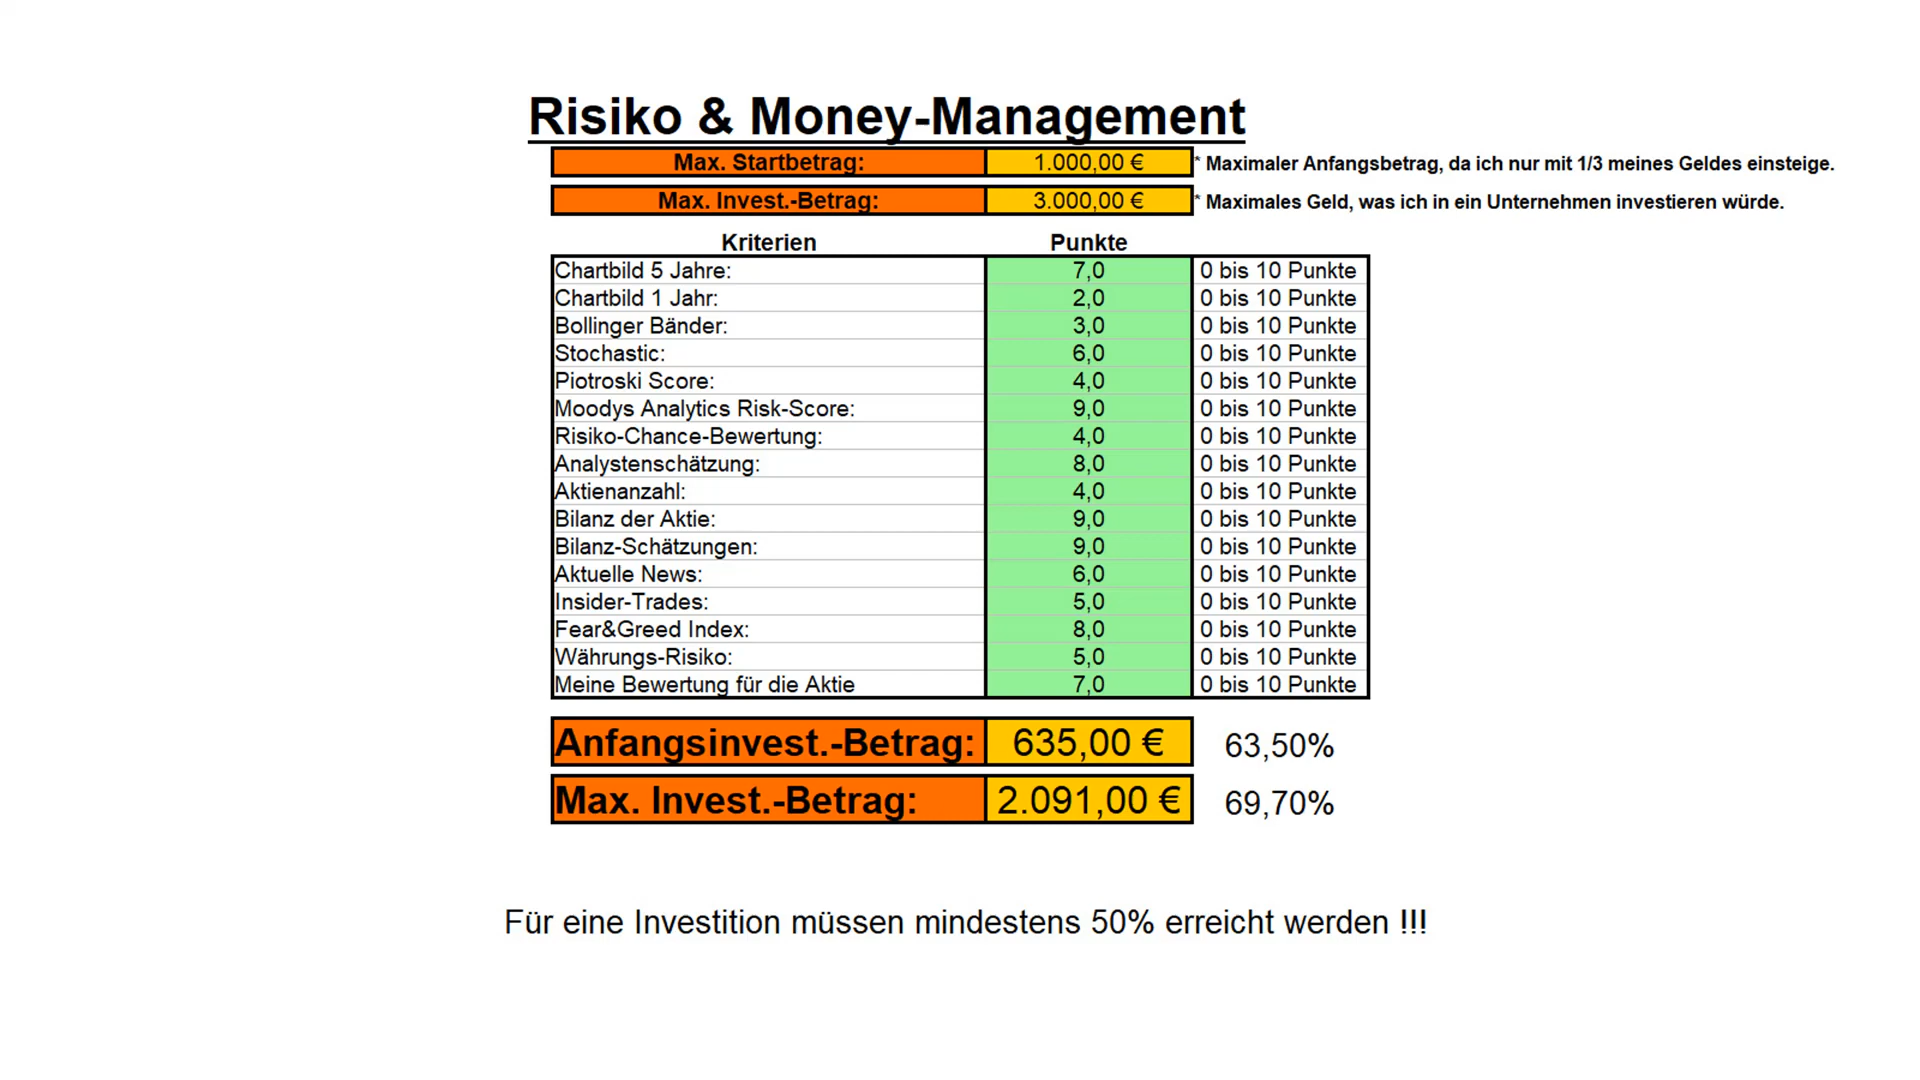 Risiko & Money-Management
Max. Startbetrag: 1.000,00 € * Maximaler Anfangsbetrag, da ich nur mit 1/3 meines Geldes einsteige.
Max. Invest.-Betrag: 3.000,00 € * Maximales Geld, was ich in ein Unternehmen investieren würde.
Kriterien Punkte
Chartbild 5 Jahre: 7,0 0 bis 10 Punkte
Chartbild 1 Jahr: 2,0 0 bis 10 Punkte
Bollinger Bänder: 3,0 0 bis 10 Punkte
Stochastic: 6,0 0 bis 10 Punkte
Piotroski Score: 4,0 0 bis 10 Punkte
Moodys Analytics Risk-Score: 9,0 0 bis 10 Punkte
Risiko-Chance-Bewertung: 4,0 0 bis 10 Punkte
Analystenschätzung: 8,0 0 bis 10 Punkte
Aktienanzahl: 4,0 0 bis 10 Punkte
Bilanz der Aktie: 9,0 0 bis 10 Punkte
Bilanz-Schätzungen: 9,0 0 bis 10 Punkte
Aktuelle News: 6,0 0 bis 10 Punkte
Insider-Trades: 5,0 0 bis 10 Punkte
Fear&Greed Index: 8,0 0 bis 10 Punkte
Währungs-Risiko: 5,0 0 bis 10 Punkte
Meine Bewertung für die Aktie 7,0 0 bis 10 Punkte
Anfangsinvest.-Betrag: 635,00 € 63,50%
Max. Invest.-Betrag: 2.091,00 € 69,70%
Für eine Investition müssen mindestens 50% erreicht werden !!!